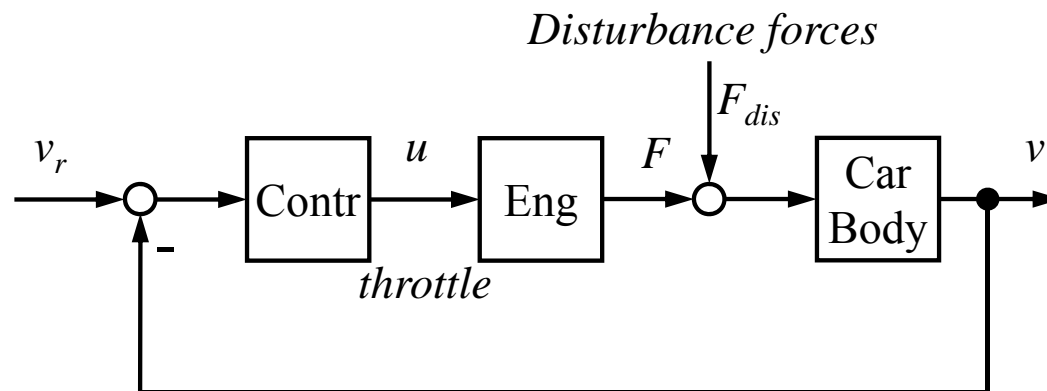 Disturbance forces
F_dis
v_r
u
F
v
Contr
Eng
Car
Body
-
throttle